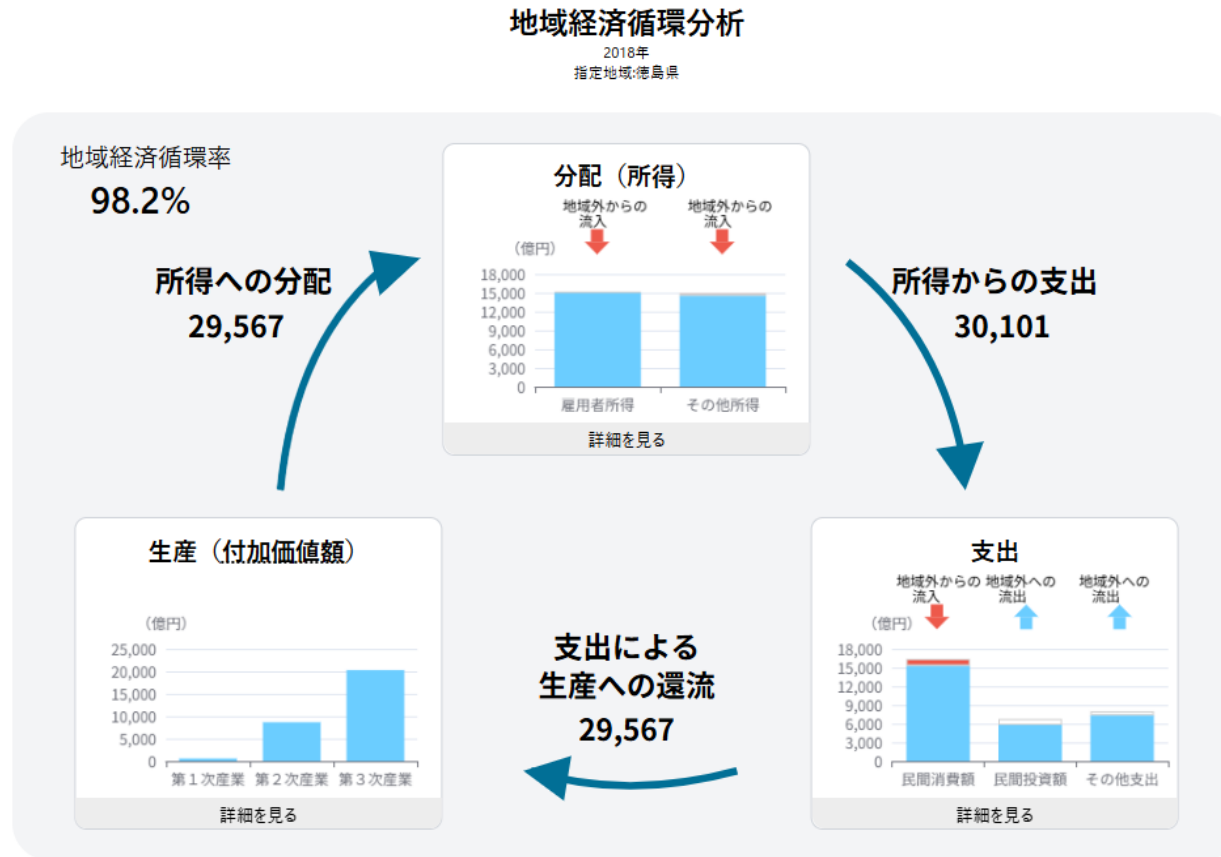 地域経済循環分析
2018年
指定地域:徳島県
地域経済循環率
98.2%
所得への分配
29,567
分配（所得）
地域外からの
流入
地域外からの
流入
（億円）
18,000
15,000
12,000
9,000
6,000
3,000
0
雇用者所得 その他所得
詳細を見る
所得からの支出
30,101
生産（付加価値額）
（億円）
25,000
20,000
15,000
10,000
5,000
0
第１次産業 第２次産業 第３次産業
詳細を見る
支出による
生産への還流
29,567
支出
地域外からの
流入
地域外への
流出
地域外への
流出
（億円）
18,000
15,000
12,000
9,000
6,000
3,000
0
民間消費額 民間投資額 その他支出
詳細を見る